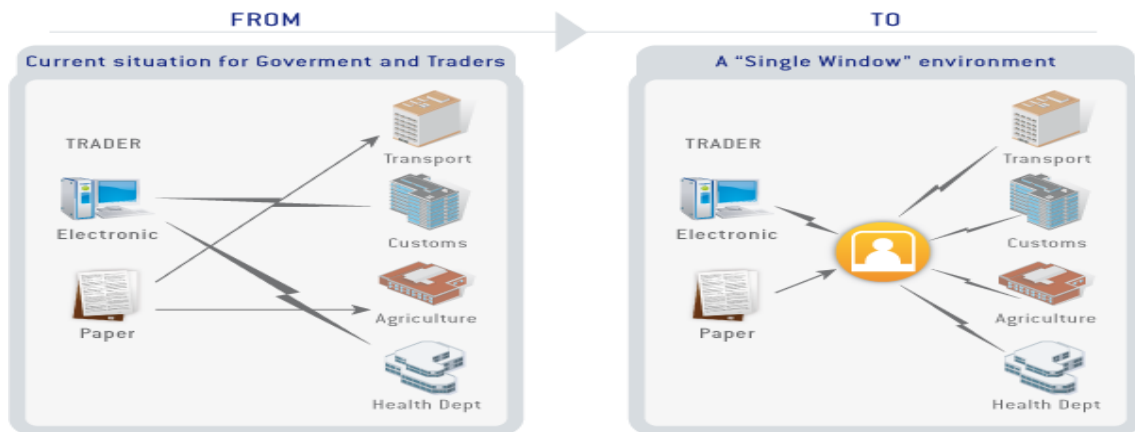 FROM
TO
Current situation for Goverment and Traders
TRADER
Electronic
Paper
Transport
Customs
Agriculture
Health Dept
A “Single Window” environment
TRADER
Electronic
Paper
Transport
Customs
Agriculture
Health Dept